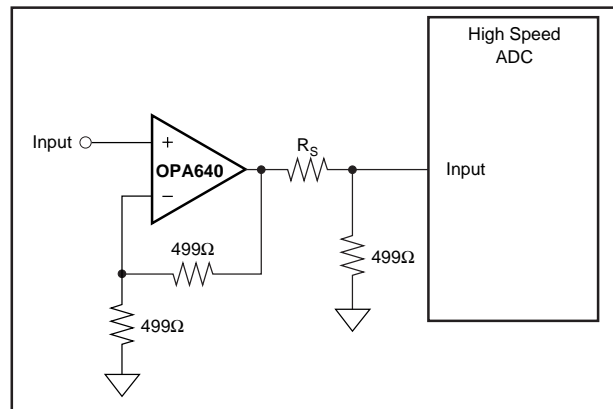 High Speed
ADC
Input
+
OPA640
–
R_S
Input
499Ω
499Ω
499Ω